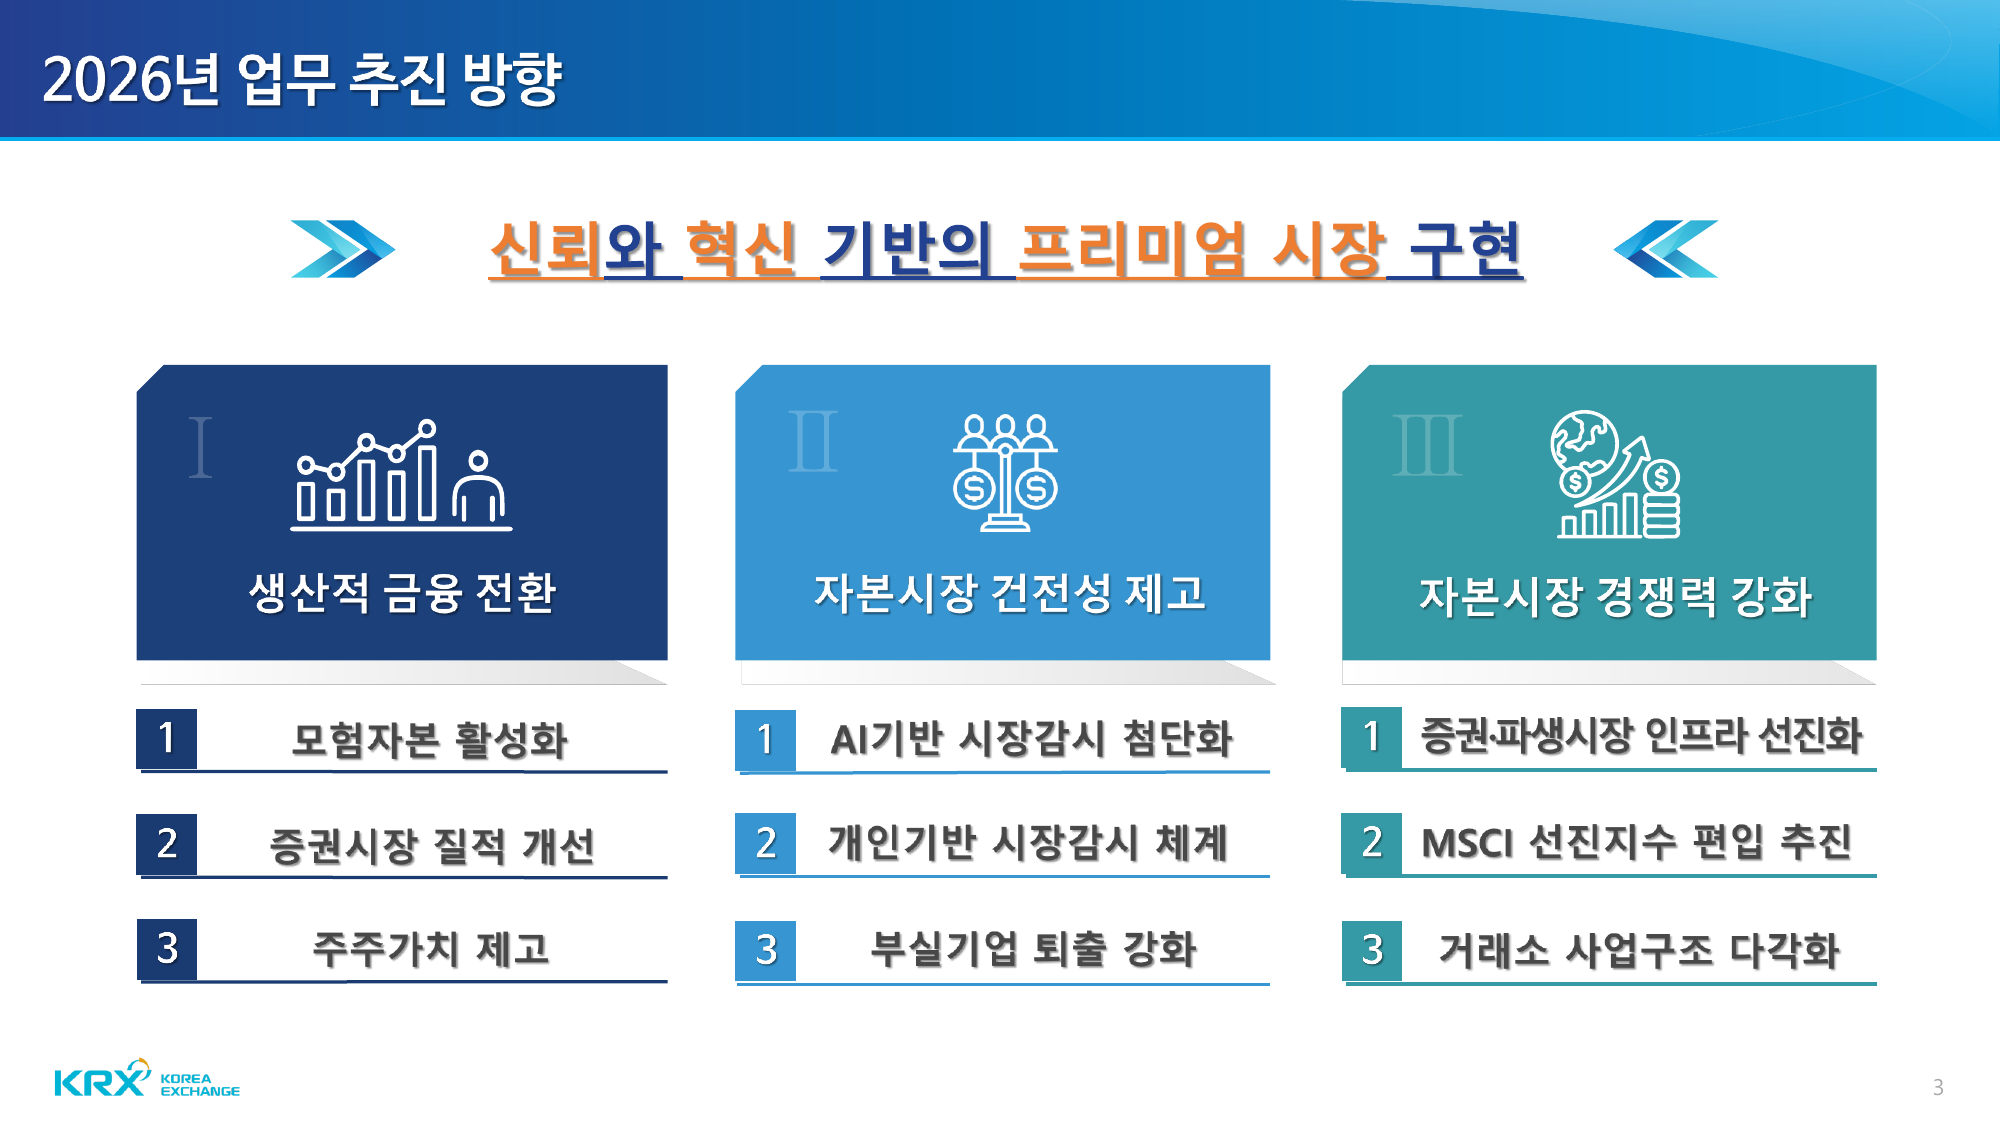 2026년 업무 추진 방향
신뢰와 혁신 기반의 프리미엄 시장 구현
Ⅰ
생산적 금융 전환
1 모험자본 활성화
2 증권시장 질적 개선
3 주주가치 제고
Ⅱ
자본시장 건전성 제고
1 AI기반 시장감시 첨단화
2 개인기반 시장감시 체계
3 부실기업 퇴출 강화
Ⅲ
자본시장 경쟁력 강화
1 증권·파생시장 인프라 선진화
2 MSCI 선진지수 편입 추진
3 거래소 사업구조 다각화
KRX KOREA
EXCHANGE
3